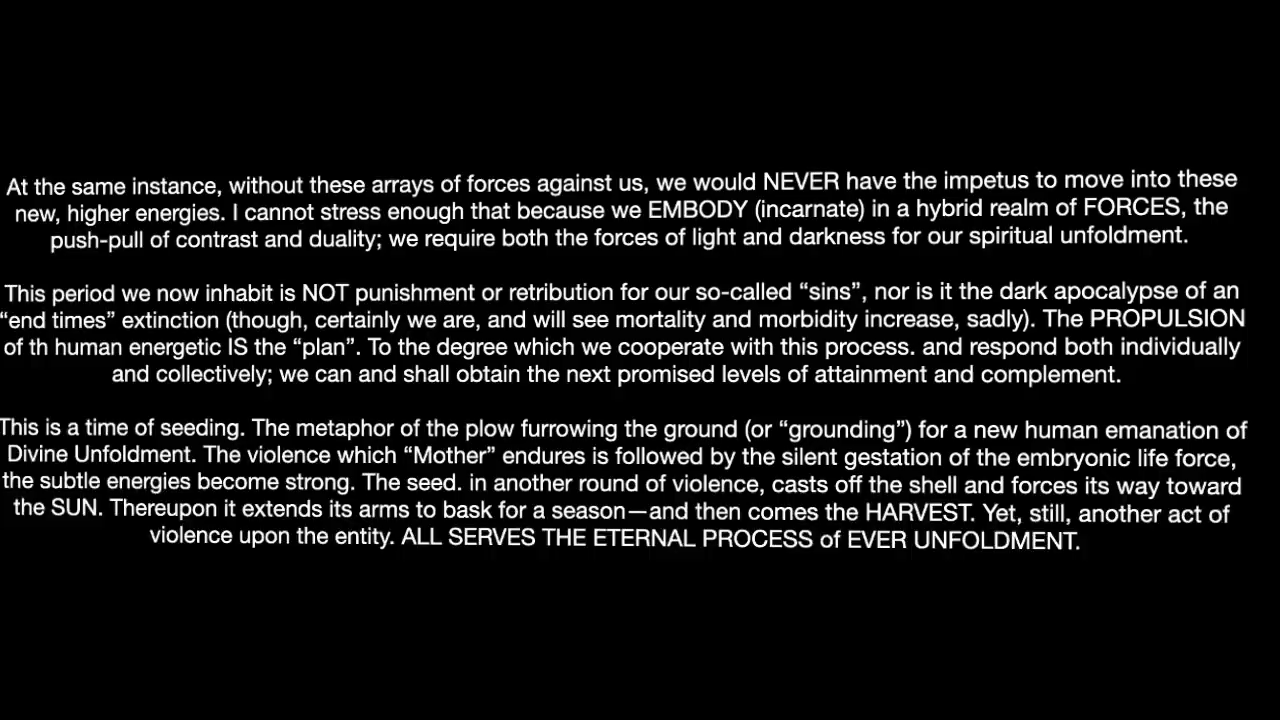 At the same instance, without these arrays of forces against us, we would NEVER have the impetus to move into these
new, higher energies. I cannot stress enough that because we EMBODY (incarnate) in a hybrid realm of FORCES, the
push-pull of contrast and duality; we require both the forces of light and darkness for our spiritual unfoldment.
This period we now inhabit is NOT punishment or retribution for our so-called “sins”, nor is it the dark apocalypse of an
“end times” extinction (though, certainly we are, and will see mortality and morbidity increase, sadly). The PROPULSION
of th human energetic IS the “plan”. To the degree which we cooperate with this process. and respond both individually
and collectively; we can and shall obtain the next promised levels of attainment and complement.
This is a time of seeding. The metaphor of the plow furrowing the ground (or “grounding”) for a new human emanation of
Divine Unfoldment. The violence which “Mother” endures is followed by the silent gestation of the embryonic life force,
the subtle energies become strong. The seed. in another round of violence, casts off the shell and forces its way toward
the SUN. Thereupon it extends its arms to bask for a season—and then comes the HARVEST. Yet, still, another act of
violence upon the entity. ALL SERVES THE ETERNAL PROCESS of EVER UNFOLDMENT.